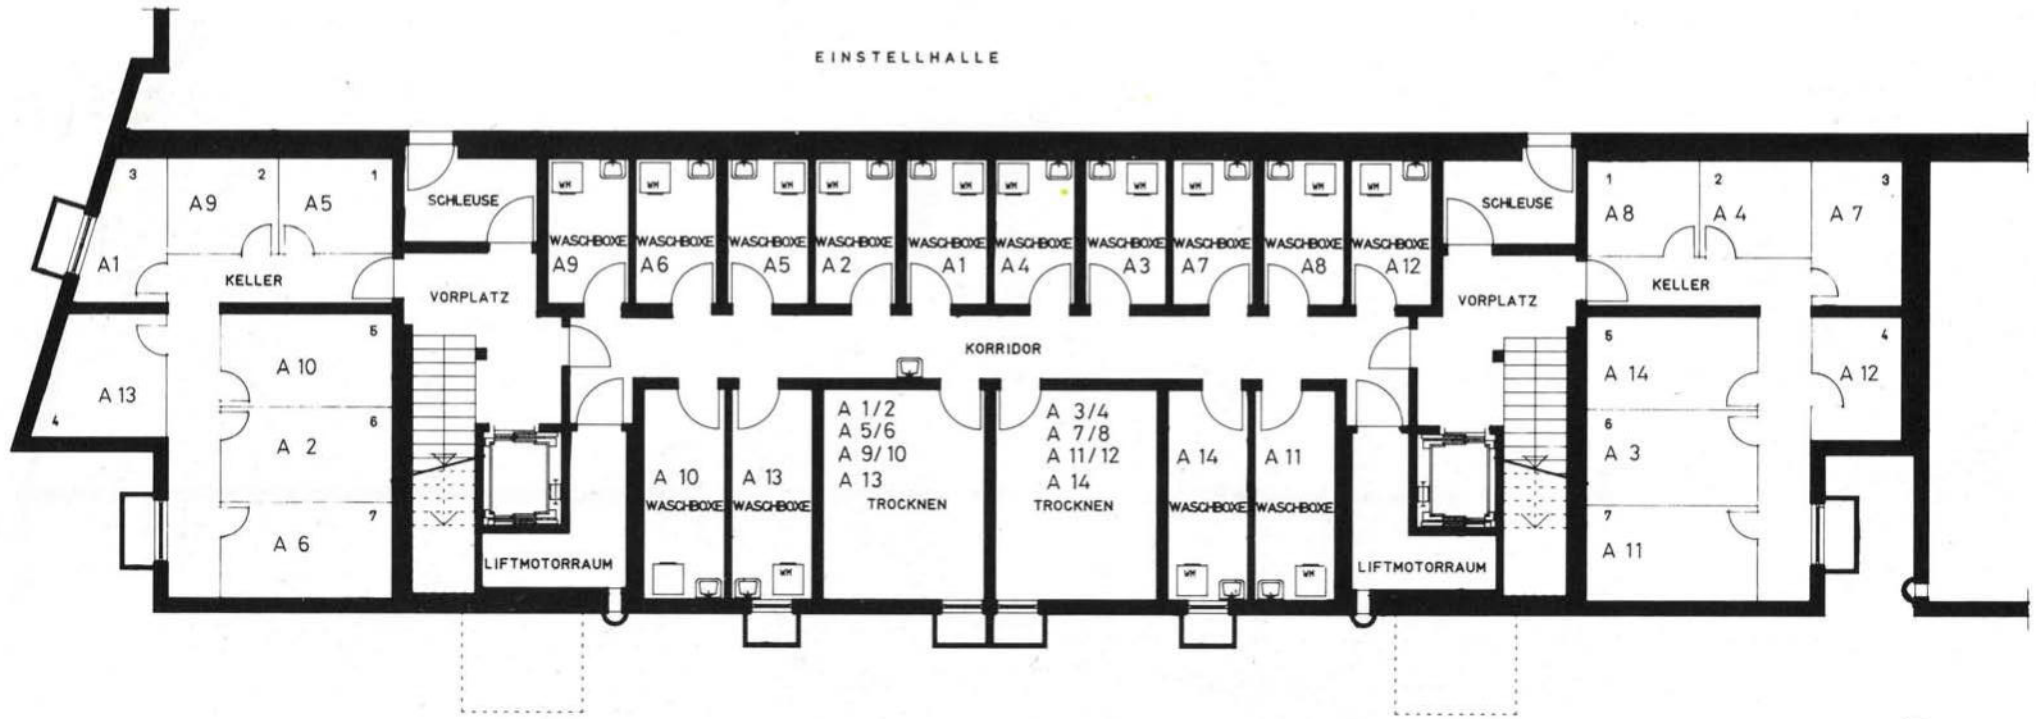 EINSTELLHALLE
3
2
1
A9
A5
A1
KELLER
SCHLEUSE
VORPLATZ
WM
WM
WM
WM
WM
WM
WM
WM
WM
WM
WASCHBOXE
WASCHBOXE
WASCHBOXE
WASCHBOXE
WASCHBOXE
WASCHBOXE
WASCHBOXE
WASCHBOXE
WASCHBOXE
WASCHBOXE
A9
A6
A5
A2
A1
A4
A3
A7
A8
A12
SCHLEUSE
VORPLATZ
1
2
3
A8
A 4
A 7
KELLER
KORRIDOR
A 13
4
5
A 10
A 2
6
7
A 6
LIFTMOTORRAUM
A 10
WASCHBOXE
A 13
WASCHBOXE
WM
A 1/2
A 5/6
A 9/10
A 13
TROCKNEN
A 3/4
A 7/8
A 11/12
A 14
TROCKNEN
A 14
WASCHBOXE
WM
A 11
WASCHBOXE
WM
LIFTMOTORRAUM
5
A 14
4
A 12
6
A 3
7
A 11